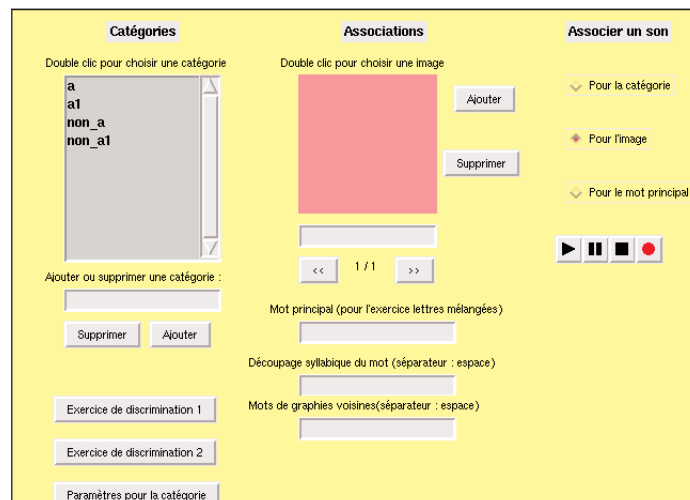 Catégories
Double clic pour choisir une catégorie
a
a1
non_a
non_a1
Ajouter ou supprimer une catégorie :
Supprimer
Ajouter
Exercice de discrimination 1
Exercice de discrimination 2
Paramètres pour la catégorie
Associations
Double clic pour choisir une image
Ajouter
Supprimer
<<
1 / 1
>>
Mot principal (pour l'exercice lettres mélangées)
Découpage syllabique du mot (séparateur : espace)
Mots de graphies voisines(séparateur : espace)
Associer un son
Pour la catégorie
Pour l'image
Pour le mot principal